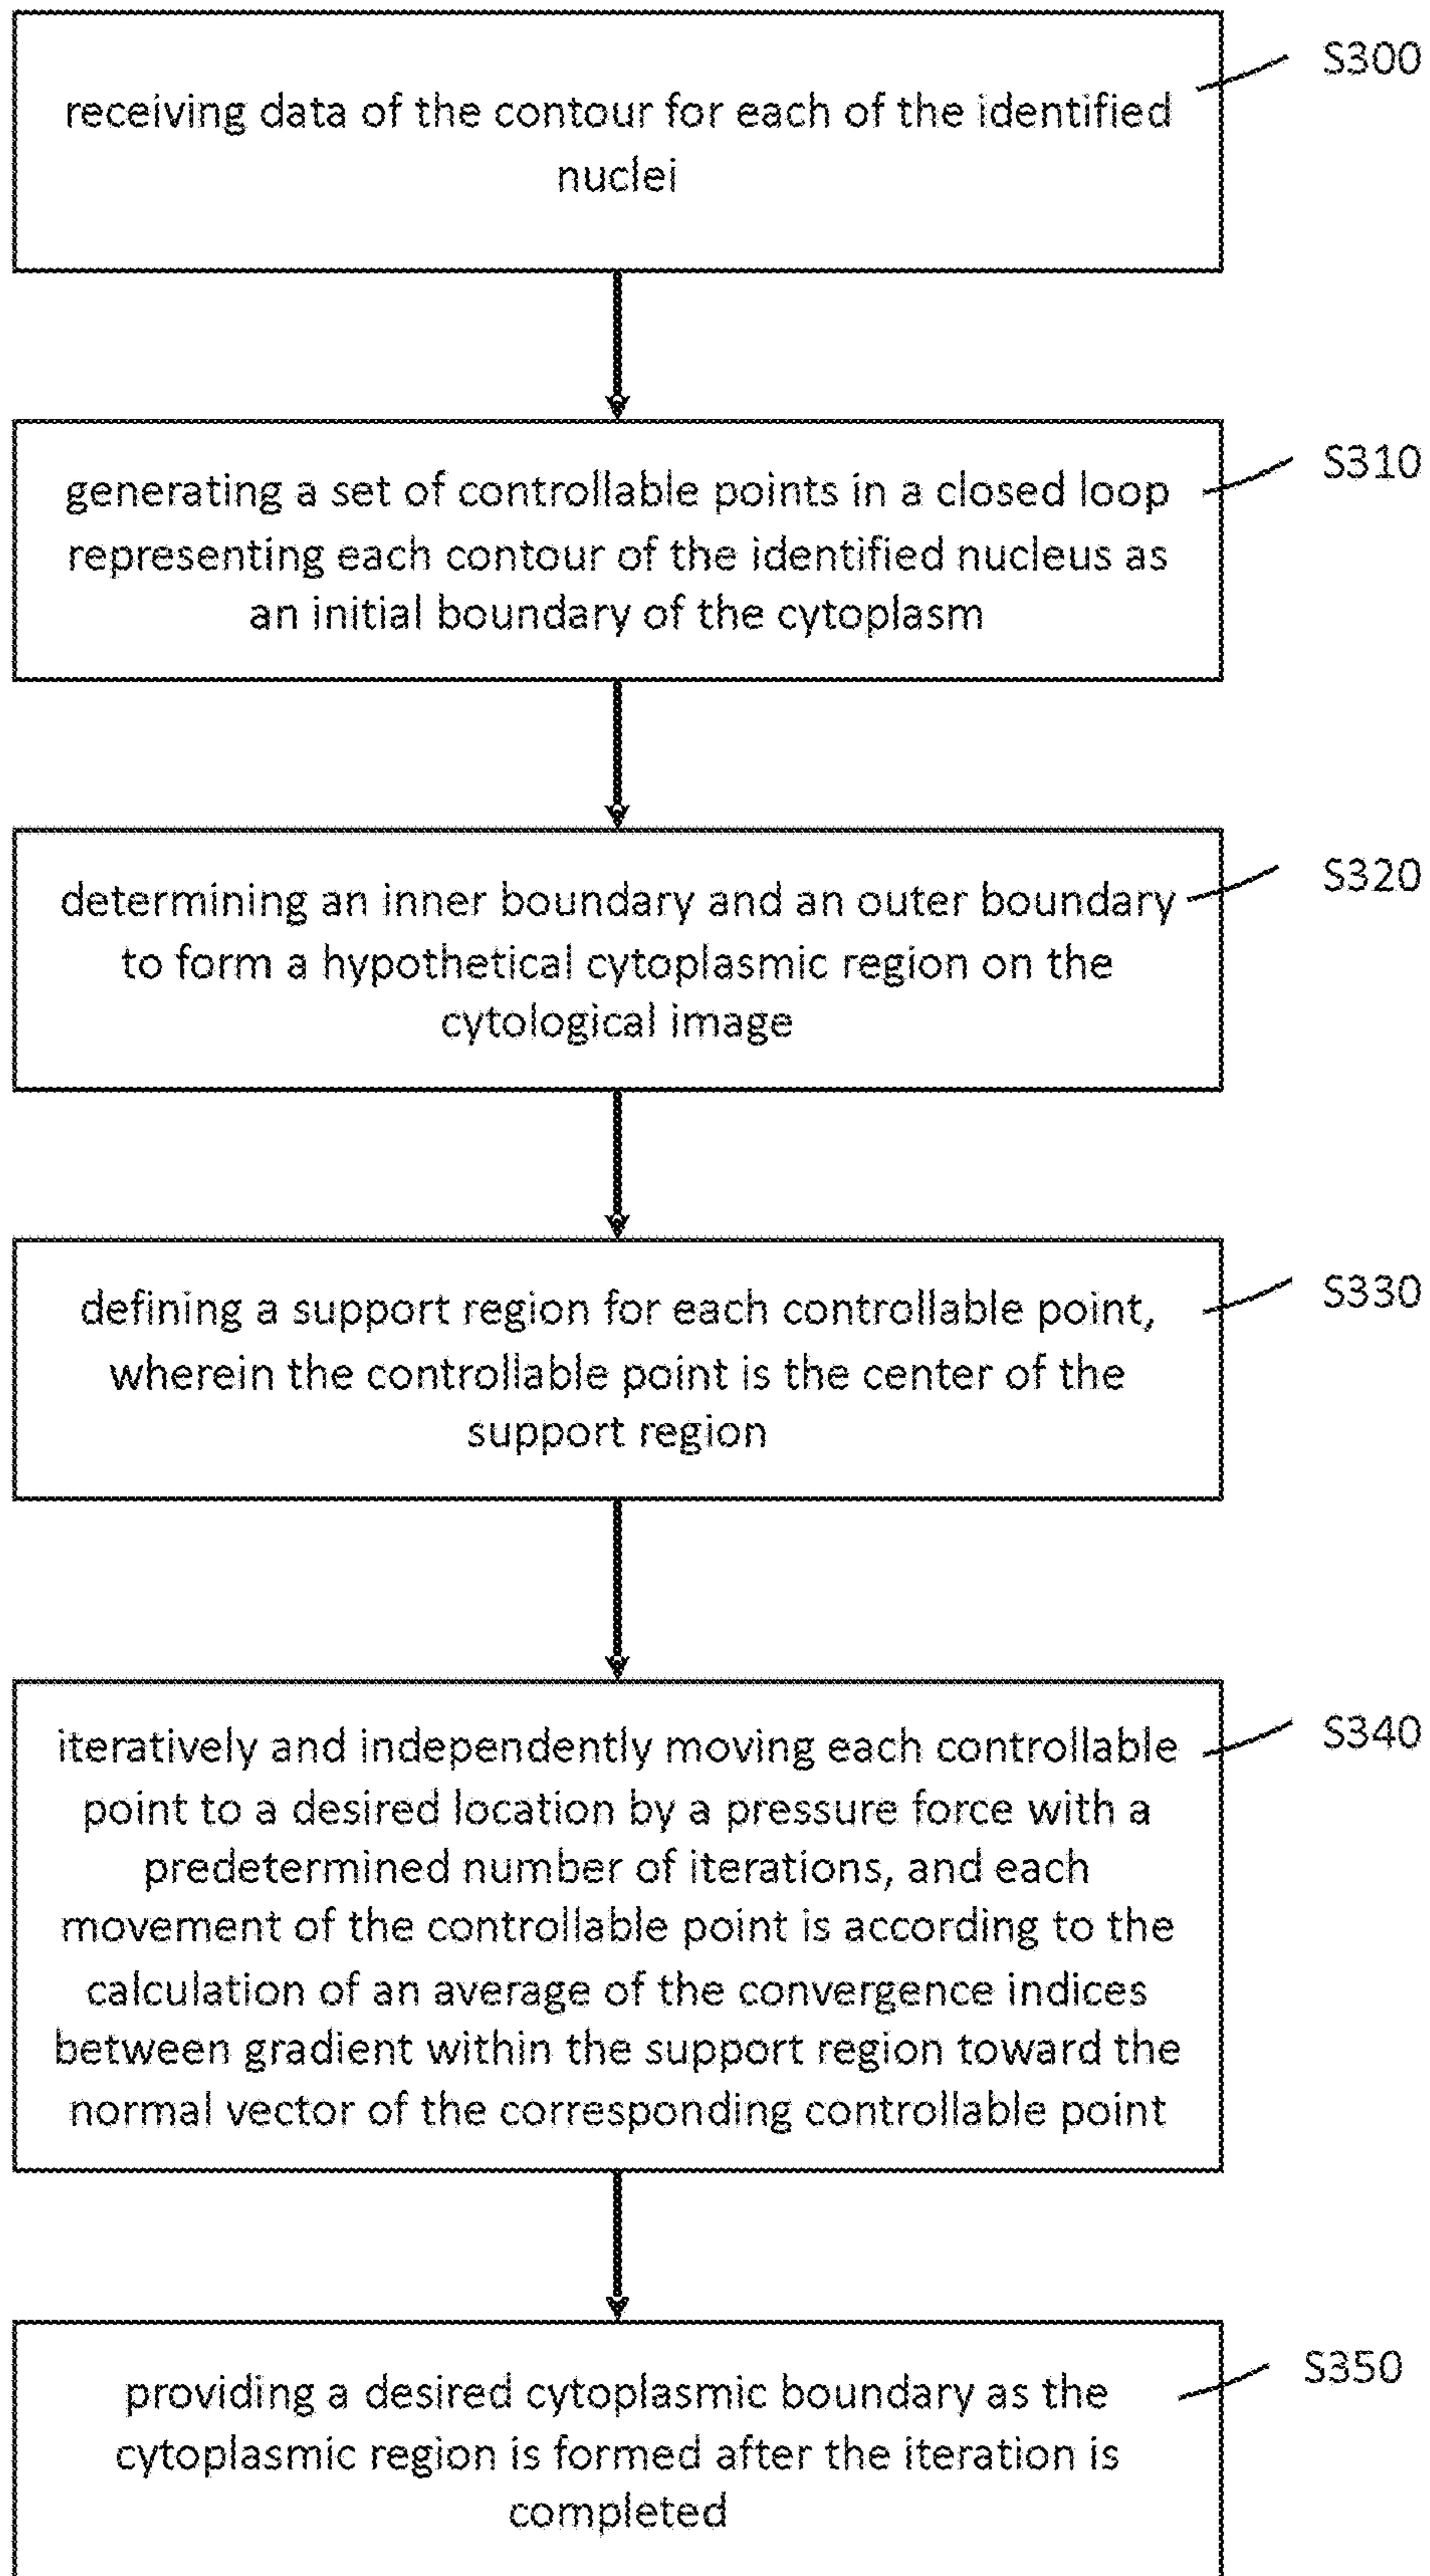 receiving data of the contour for each of the identified
nuclei
S300
generating a set of controllable points in a closed loop
representing each contour of the identified nucleus as
an initial boundary of the cytoplasm
S310
determining an inner boundary and an outer boundary
to form a hypothetical cytoplasmic region on the
cytological image
S320
defining a support region for each controllable point,
wherein the controllable point is the center of the
support region
S330
iteratively and independently moving each controllable
point to a desired location by a pressure force with a
predetermined number of iterations, and each
movement of the controllable point is according to the
calculation of an average of the convergence indices
between gradient within the support region toward the
normal vector of the corresponding controllable point
S340
providing a desired cytoplasmic boundary as the
cytoplasmic region is formed after the iteration is
completed
S350